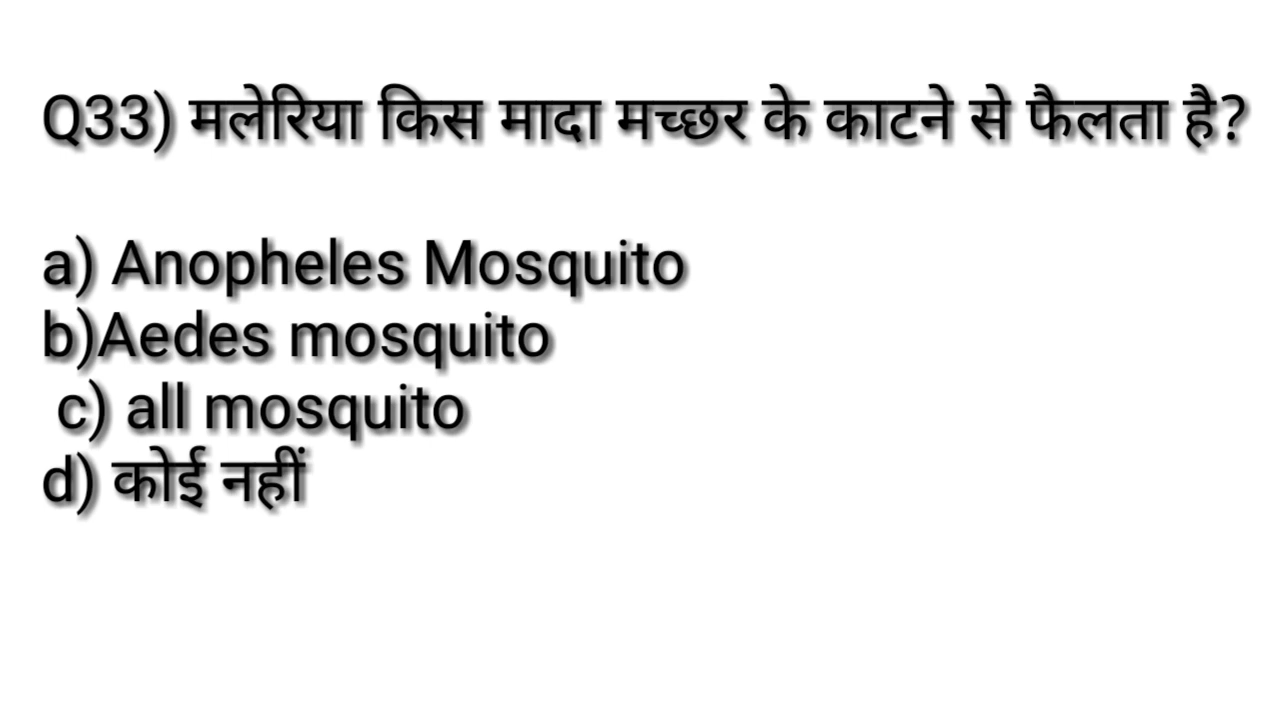 Q33) मलेरिया किस मादा मच्छर के काटने से फैलता है?
a) Anopheles Mosquito
b)Aedes mosquito
c) all mosquito
d) कोई नहीं